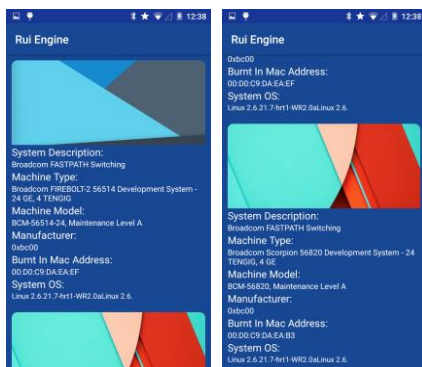 12:38
Rui Engine
System Description:
Broadcom FASTPATH Switching
Machine Type:
Broadcom FIREBOLT-2 56514 Development System -
24 GE, 4 TENGIG
Machine Model:
BCM-56514-24, Maintenance Level A
Manufacturer:
0xbc00
Burnt In Mac Address:
00:D0:C9:DA:EA:EF
System OS:
Linux 2.6.21.7-hrt1-WR2.0aLinux 2.6.
12:38
Rui Engine
0xbc00
Burnt In Mac Address:
00:D0:C9:DA:EA:EF
System OS:
Linux 2.6.21.7-hrt1-WR2.0aLinux 2.6.
System Description:
Broadcom FASTPATH Switching
Machine Type:
Broadcom Scorpion 56820 Development System - 24
TENGIG, 4 GE
Machine Model:
BCM-56820, Maintenance Level A
Manufacturer:
0xbc00
Burnt In Mac Address:
00:D0:C9:DA:EA:B3
System OS:
Linux 2.6.21.7-hrt1-WR2.0aLinux 2.6.